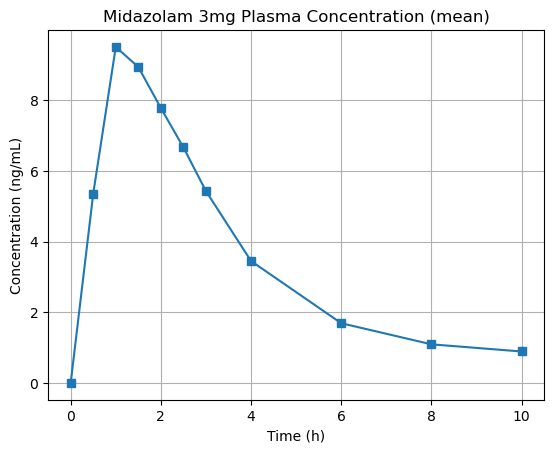 Midazolam 3mg Plasma Concentration (mean)
Concentration (ng/mL)
8
6
4
2
0
0 2 4 6 8 10
Time (h)